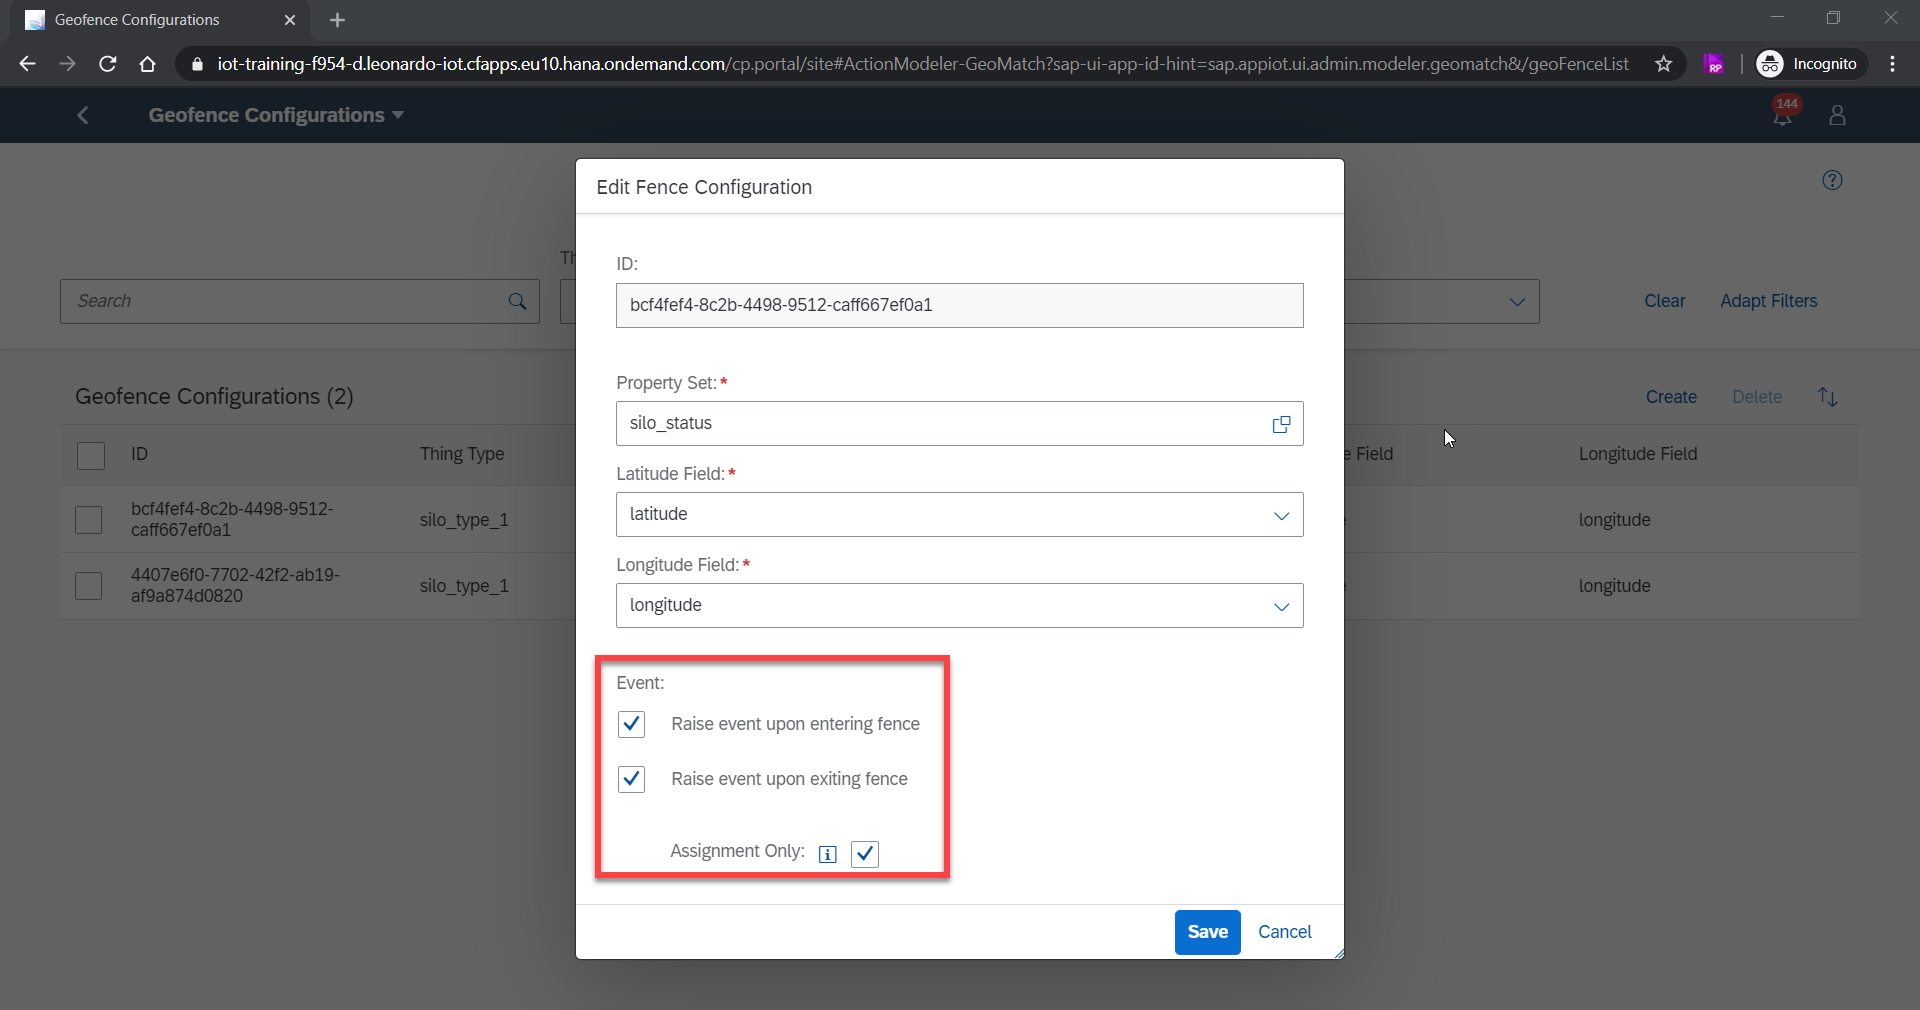 Geofence Configurations
iot-training-f954-d.leonardo-iot.cfapps.eu10.hana.ondemand.com/cp.portal/site#ActionModeler-GeoMatch?sap-ui-app-id-hint=sap.appiot.ui.admin.modeler.geomatch&/geoFenceList
RP
Incognito
Geofence Configurations
144
Edit Fence Configuration
ID:
bcf4fef4-8c2b-4498-9512-caff667ef0a1
Th
Search
Clear
Adapt Filters
Property Set:*
silo_status
Geofence Configurations (2)
Create
Delete
ID
Thing Type
e Field
Longitude Field
Latitude Field:*
latitude
bcf4fef4-8c2b-4498-9512-
caff667ef0a1
silo_type_1
longitude
Longitude Field:*
longitude
4407e6f0-7702-42f2-ab19-
af9a874d0820
silo_type_1
longitude
Event:
Raise event upon entering fence
Raise event upon exiting fence
Assignment Only:
Save
Cancel